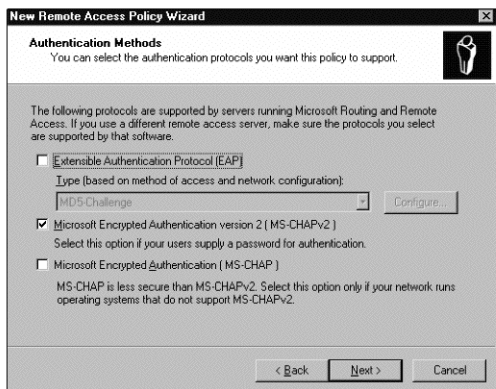 New Remote Access Policy Wizard
Authentication Methods
You can select the authentication protocols you want this policy to support.
The following protocols are supported by servers running Microsoft Routing and Remote
Access. If you use a different remote access server, make sure the protocols you select
are supported by that software.
Extensible Authentication Protocol (EAP)
Type (based on method of access and network configuration):
MD5-Challenge
Configure...
Microsoft Encrypted Authentication version 2 ( MS-CHAPv2 )
Select this option if your users supply a password for authentication.
Microsoft Encrypted Authentication ( MS-CHAP )
MS-CHAP is less secure than MS-CHAPv2. Select this option only if your network runs
operating systems that do not support MS-CHAPv2.
< Back
Next >
Cancel